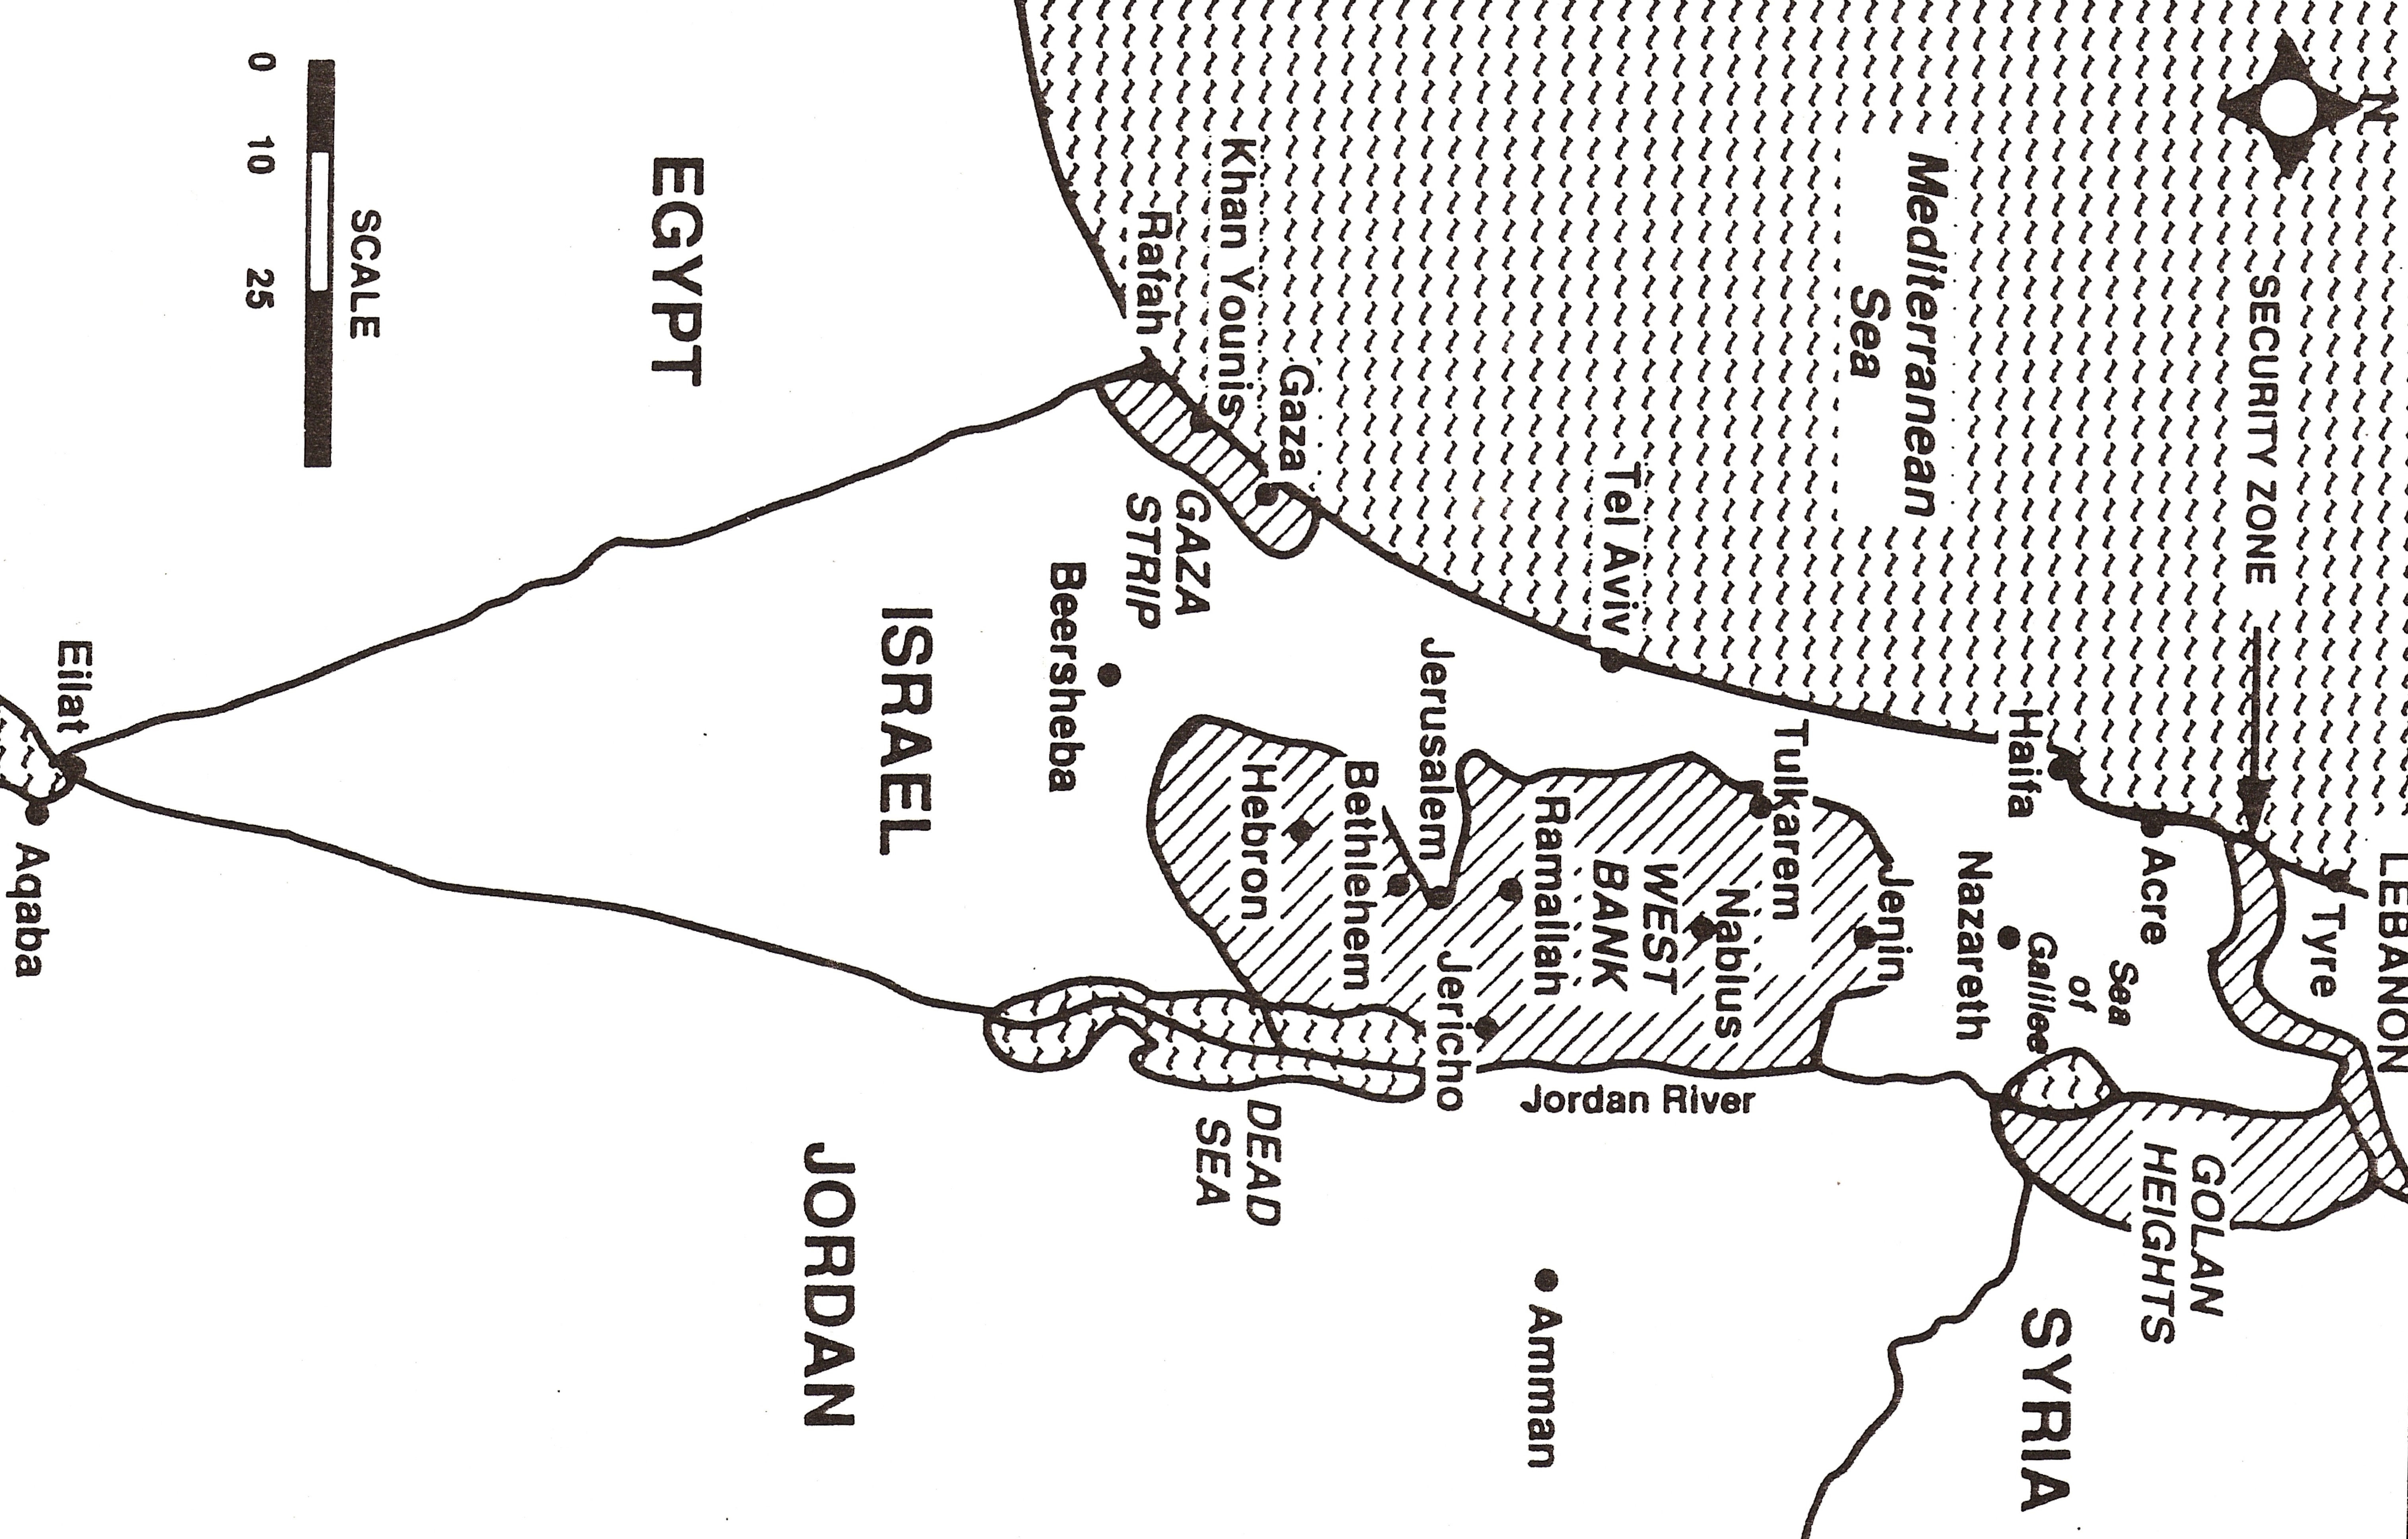 N
LEBANON
SECURITY ZONE
Tyre
GOLAN
HEIGHTS
Acre
Sea
of
Galilee
SYRIA
Haifa
Nazareth
Mediterranean
Sea
Jenin
Tulkarem
Nablus
Jordan River
WEST
BANK
Tel Aviv
Ramallah
Amman
Jericho
Jerusalem
Bethlehem
Gaza
Hebron
DEAD
SEA
Khan Younis
GAZA
STRIP
Rafah
Beersheba
ISRAEL
JORDAN
EGYPT
SCALE
0 10 25
Eilat
Aqaba